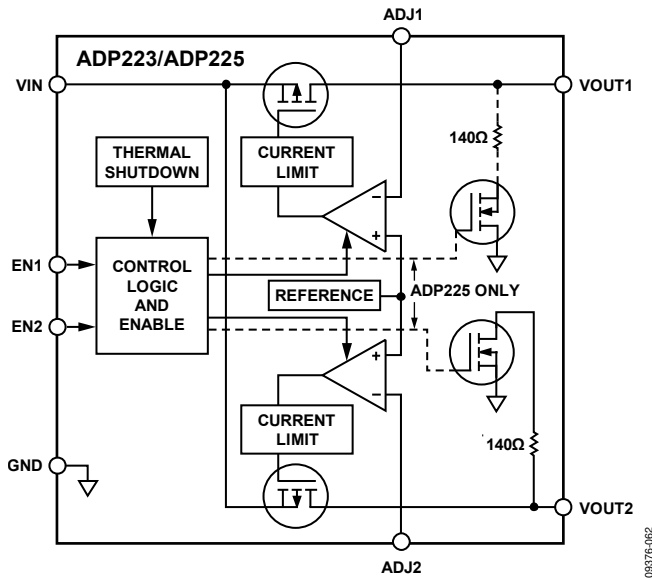 ADJ1
ADP223/ADP225
VIN
VOUT1
140Ω
THERMAL
SHUTDOWN
CURRENT
LIMIT
–
+
EN1
CONTROL
LOGIC
AND
ENABLE
REFERENCE
ADP225 ONLY
EN2
+
–
CURRENT
LIMIT
140Ω
GND
VOUT2
ADJ2
09376-062